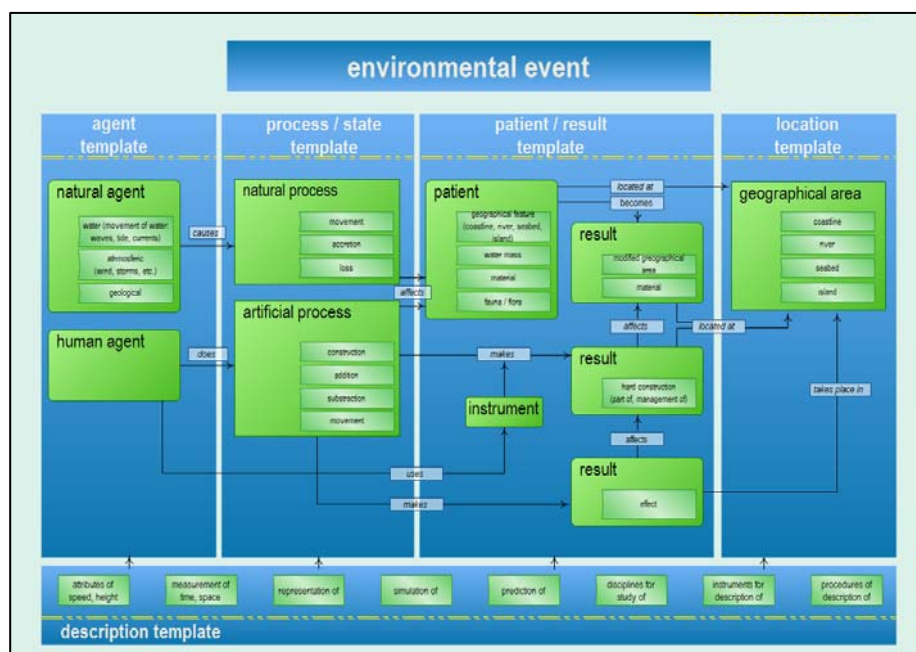 environmental event
agent
template
process / state
template
patient / result
template
location
template
natural agent
water (movement of water:
waves, tide, currents)
athmosferic
(wind, storms, etc.)
geological
human agent
causes
does
natural process
movement
accretion
loss
artificial process
construction
addition
substraction
movement
affects
patient
geographical feature
(coastline, river, seabed,
island)
water mass
material
fauna / flora
located at
becomes
result
modified geographical
area
material
affects
located at
makes
result
hard construction
(part of, management of)
instrument
affects
uses
makes
result
effect
geographical area
coastline
river
seabed
island
takes place in
attributes of
speed, height
measurement of
time, space
representation of
simulation of
prediction of
disciplines for
study of
instruments for
description of
procedures of
description of
description template